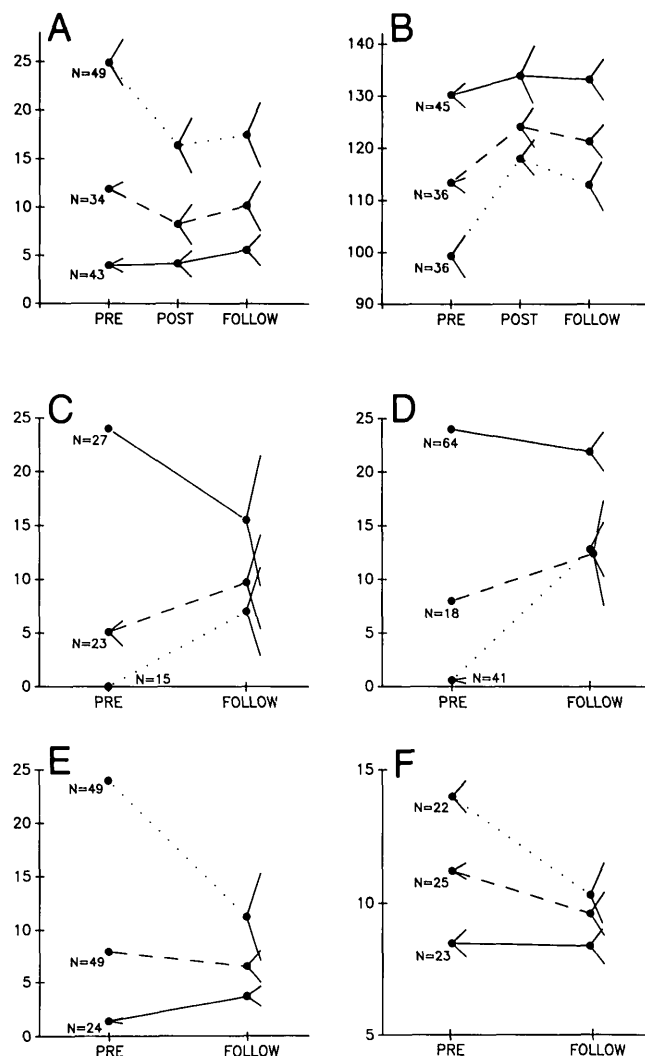 A
25
20
15
10
5
0
N=49
N=34
N=43
PRE POST FOLLOW
B
140
130
120
110
100
90
N=45
N=36
N=36
PRE POST FOLLOW
C
25
20
15
10
5
0
N=27
N=23
N=15
PRE FOLLOW
D
25
20
15
10
5
0
N=64
N=18
N=41
PRE FOLLOW
E
25
20
15
10
5
0
N=49
N=49
N=24
PRE FOLLOW
F
15
10
5
N=22
N=25
N=23
PRE FOLLOW